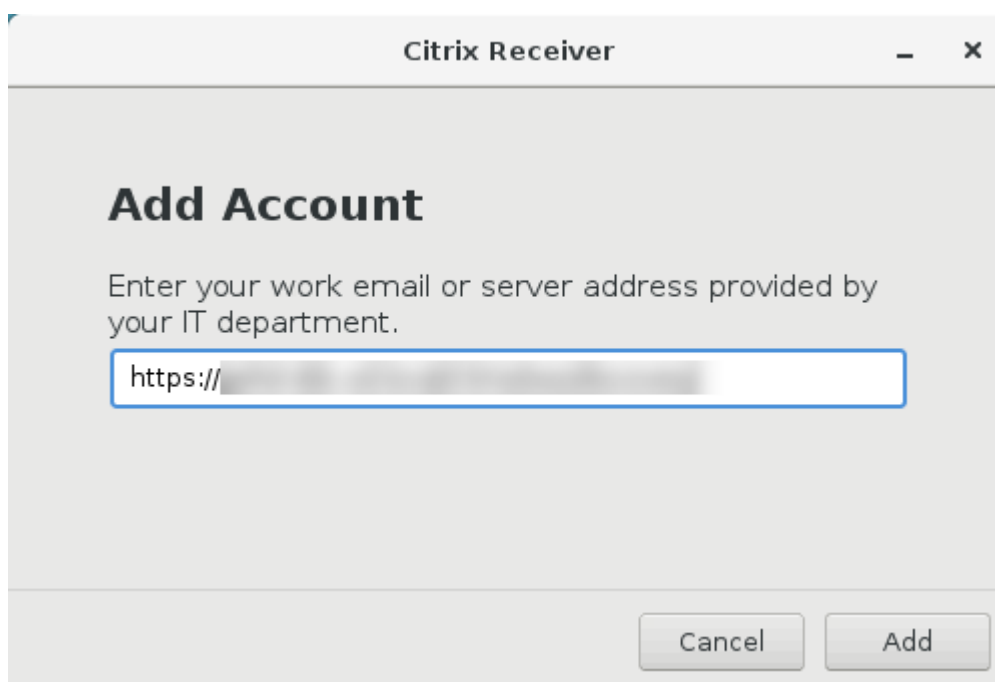 Citrix Receiver
Add Account
Enter your work email or server address provided by
your IT department.
https://
Cancel
Add